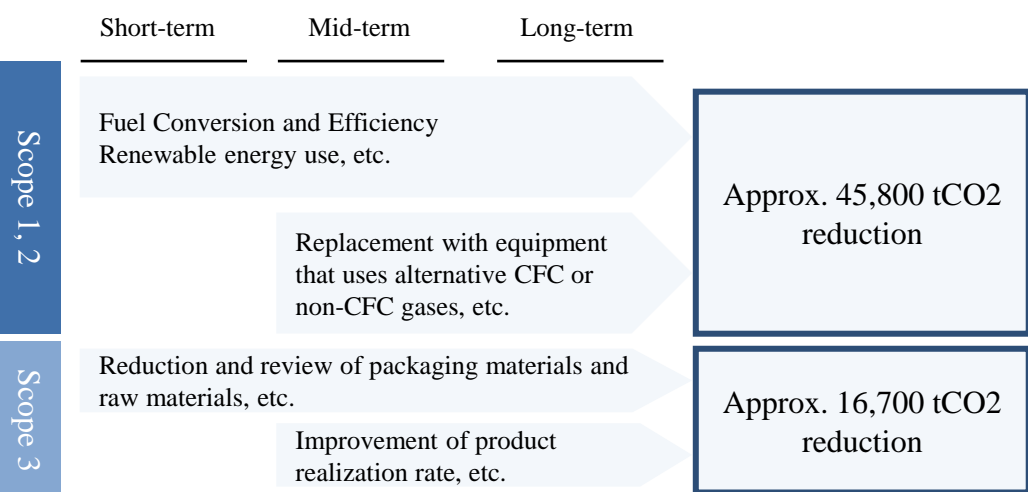 Short-term
Mid-term
Long-term
Scope 1, 2
Fuel Conversion and Efficiency
Renewable energy use, etc.
Replacement with equipment
that uses alternative CFC or
non-CFC gases, etc.
Approx. 45,800 tCO2
reduction
Scope 3
Reduction and review of packaging materials and
raw materials, etc.
Improvement of product
realization rate, etc.
Approx. 16,700 tCO2
reduction